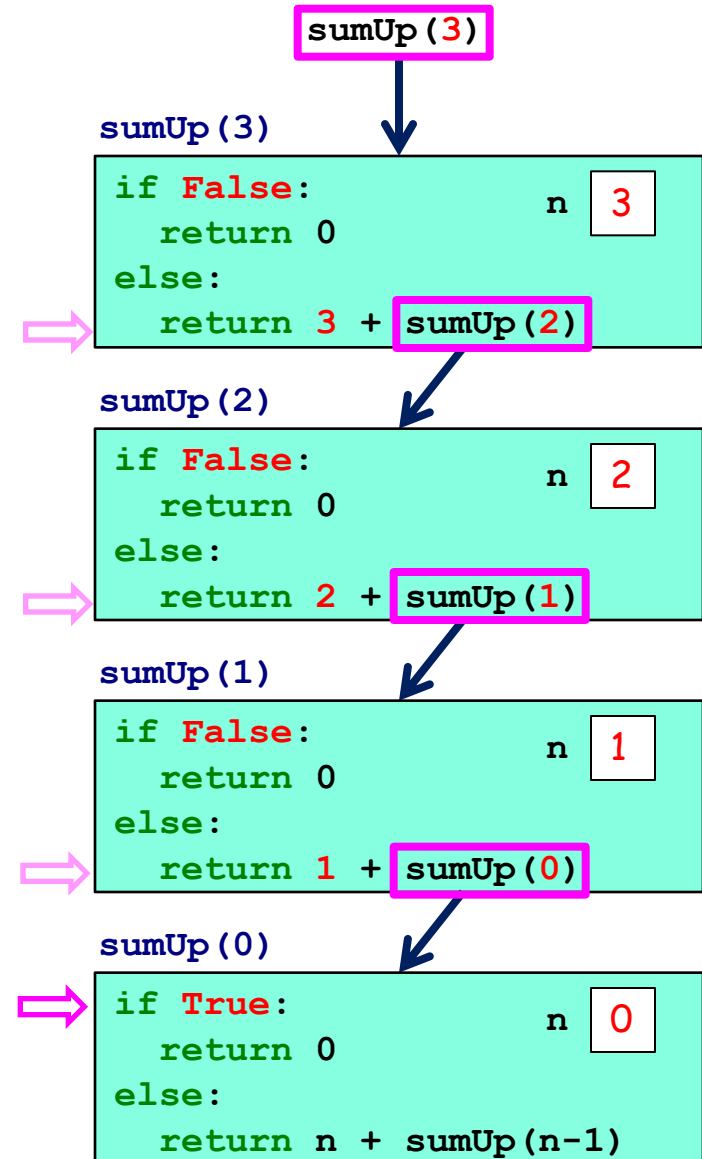 sumUp(3)
sumUp(3)
if False:
n 3
return 0
else:
return 3 + sumUp(2)
sumUp(2)
if False:
n 2
return 0
else:
return 2 + sumUp(1)
sumUp(1)
if False:
n 1
return 0
else:
return 1 + sumUp(0)
sumUp(0)
if True:
n 0
return 0
else:
return n + sumUp(n-1)